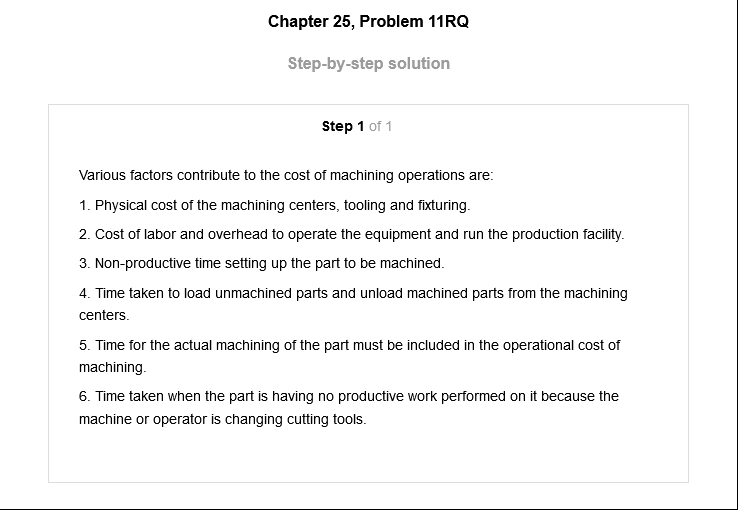 Chapter 25, Problem 11RQ
Step-by-step solution
Step 1 of 1
Various factors contribute to the cost of machining operations are:
1. Physical cost of the machining centers, tooling and fixturing.
2. Cost of labor and overhead to operate the equipment and run the production facility.
3. Non-productive time setting up the part to be machined.
4. Time taken to load unmachined parts and unload machined parts from the machining
centers.
5. Time for the actual machining of the part must be included in the operational cost of
machining.
6. Time taken when the part is having no productive work performed on it because the
machine or operator is changing cutting tools.